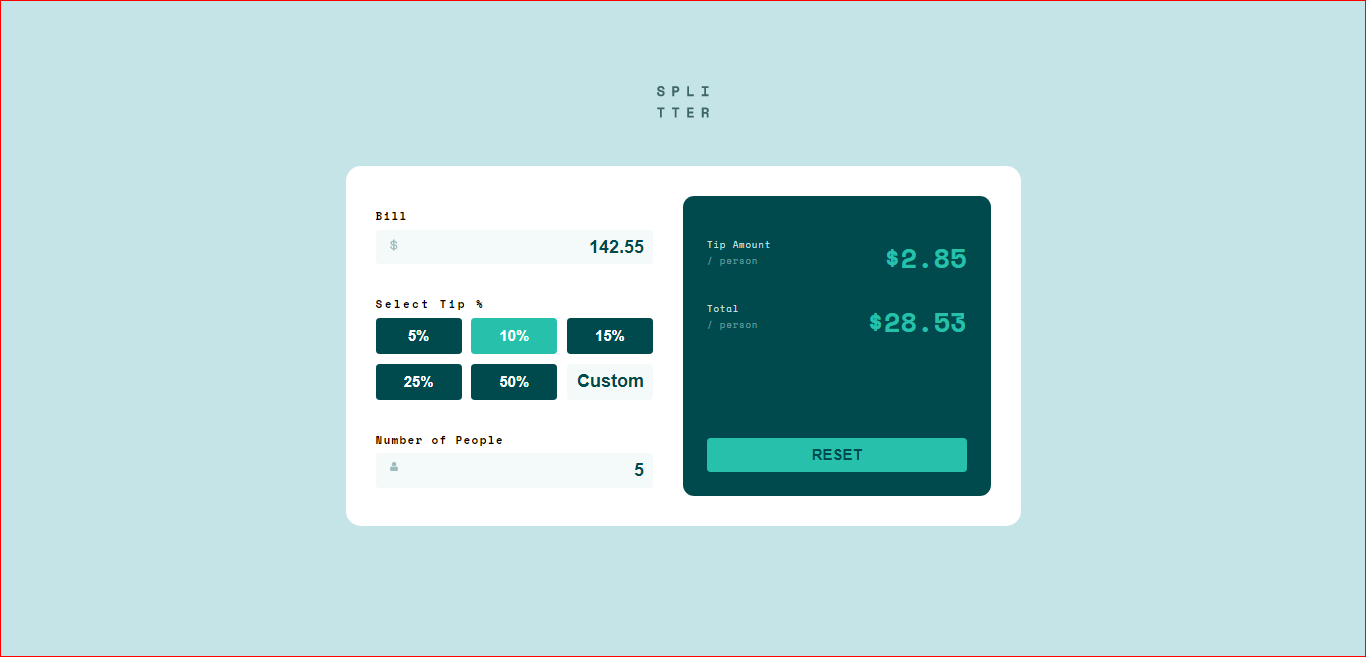 SPLI
TTER
Bill
$ 142.55
Select Tip %
5% 10% 15%
25% 50% Custom
Number of People
5
Tip Amount
/ person
$2.85
Total
/ person
$28.53
RESET